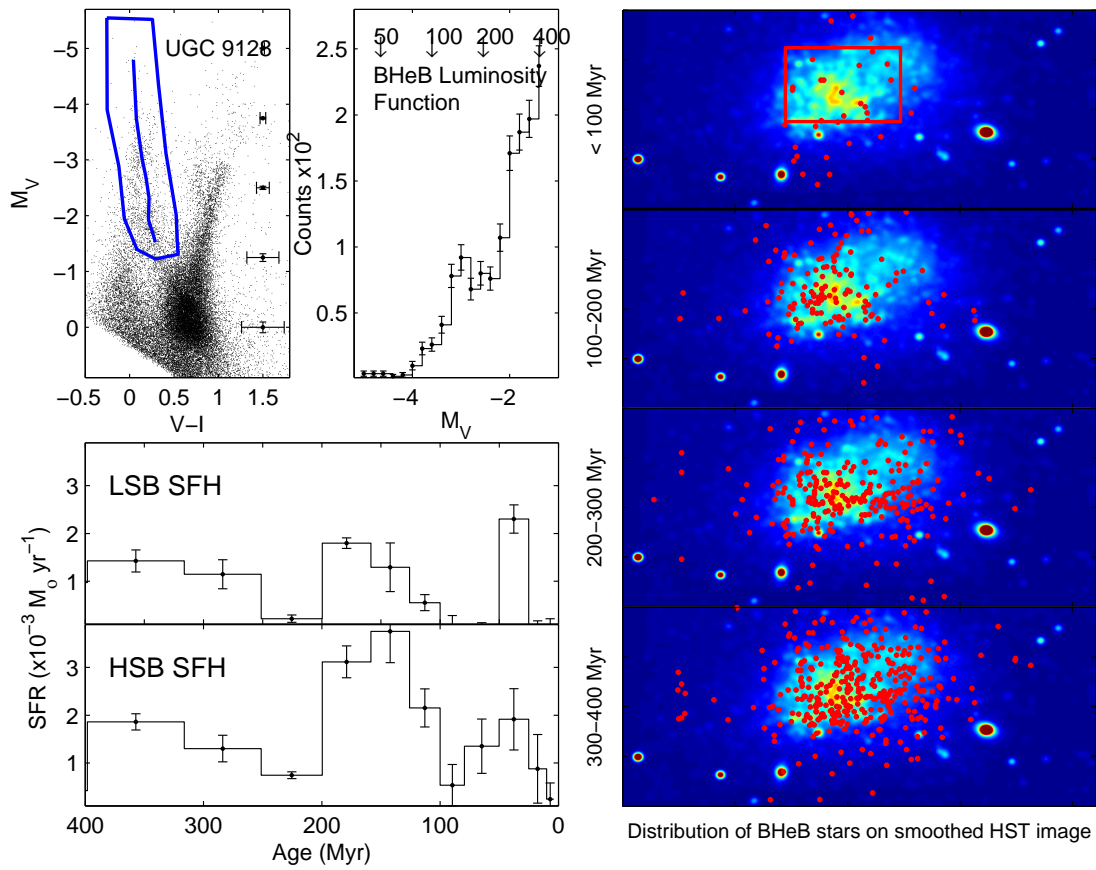 UGC 9128
−5
−4
−3
−2
−1
0
M_V
−0.5 0 0.5 1 1.5
V−I
50 100 200 400
BHeB Luminosity
Function
2.5
2
1.5
1
0.5
Counts x10^2
−4 −2
M_V
LSB SFH
3
2
1
HSB SFH
3
2
1
SFR (x10^−3 M_o yr^−1)
400 300 200 100 0
Age (Myr)
< 100 Myr
100−200 Myr
200−300 Myr
300−400 Myr
Distribution of BHeB stars on smoothed HST image